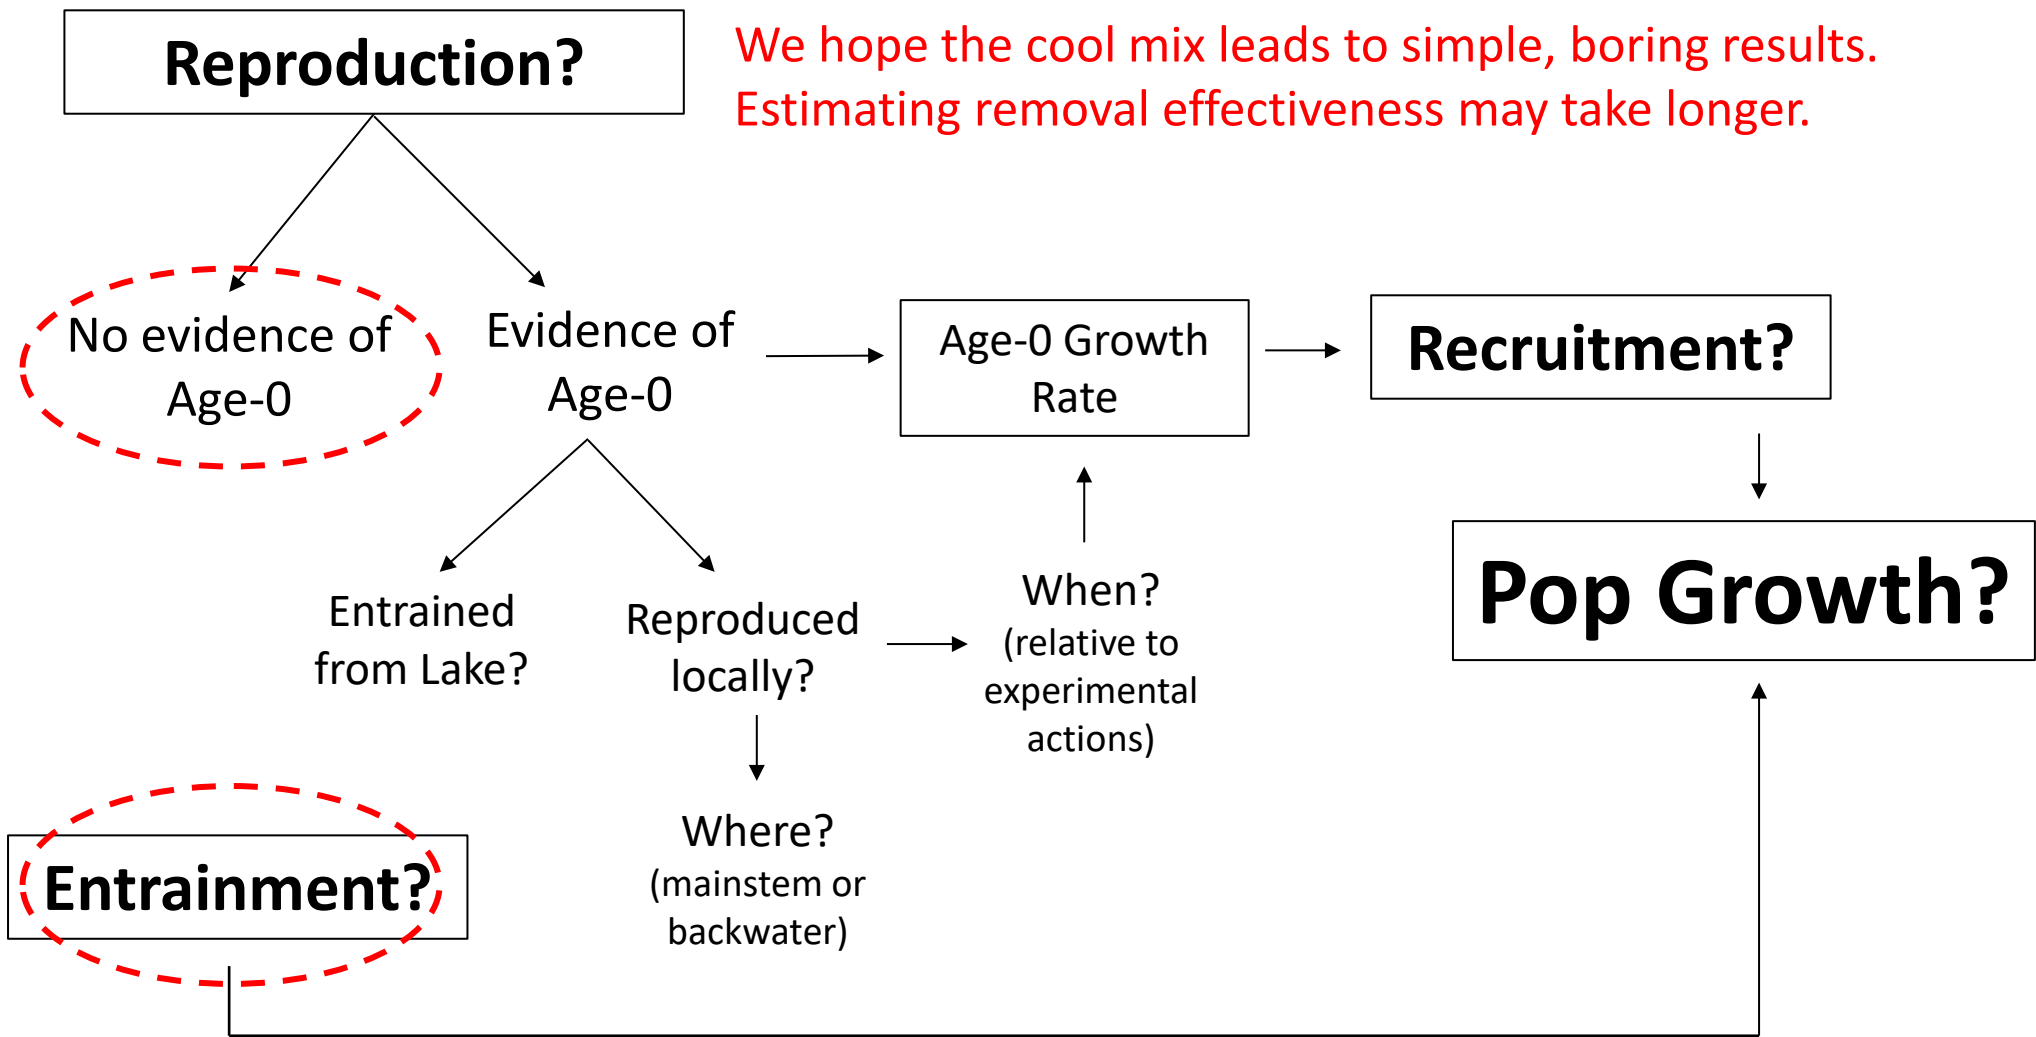 Reproduction?
We hope the cool mix leads to simple, boring results.
Estimating removal effectiveness may take longer.
No evidence of
Age-0
Evidence of
Age-0
Age-0 Growth
Rate
Recruitment?
Pop Growth?
Entrained
from Lake?
Reproduced
locally?
When?
(relative to
experimental
actions)
Where?
(mainstem or
backwater)
Entrainment?